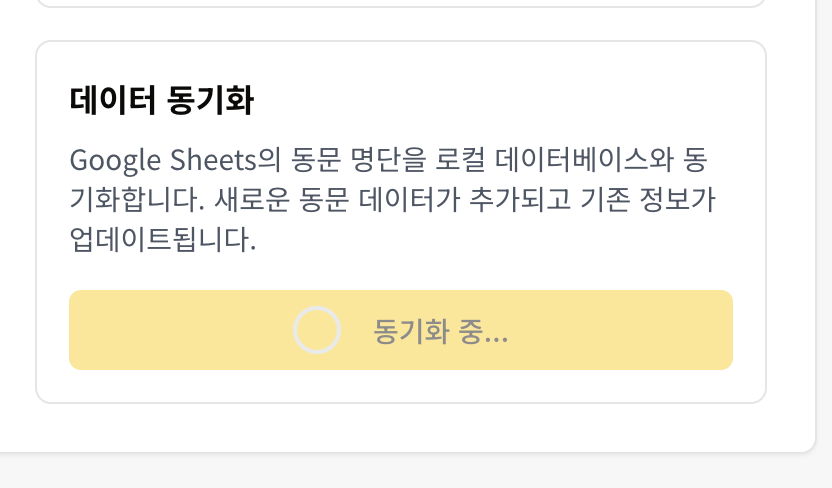 데이터 동기화
Google Sheets의 동문 명단을 로컬 데이터베이스와 동
기화합니다. 새로운 동문 데이터가 추가되고 기존 정보가
업데이트됩니다.
동기화 중...